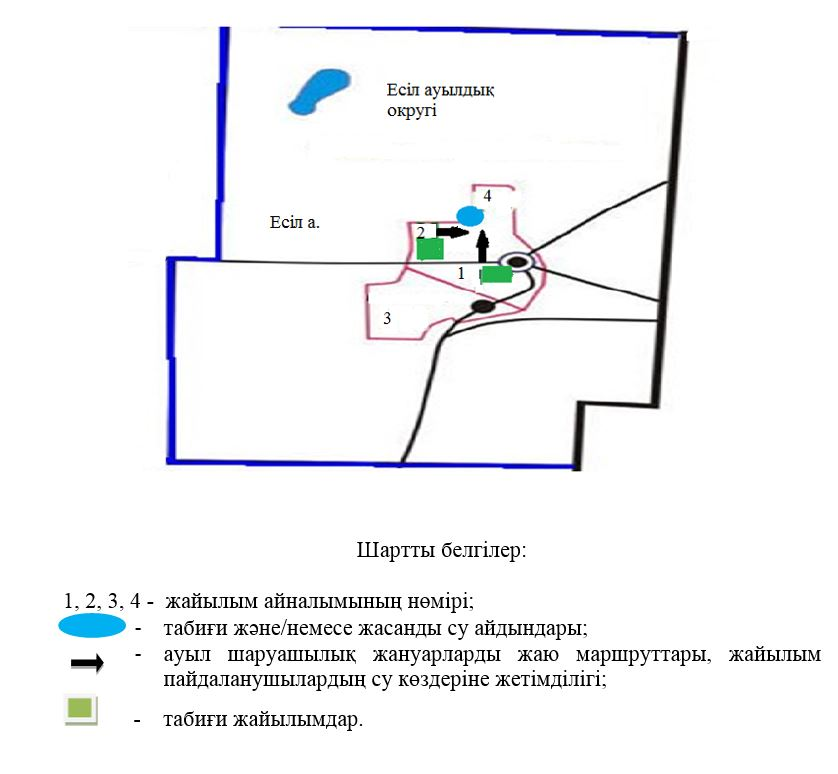 Есіл ауылдық
округі
4
Есіл а.
2
1
3
Шартты белгілер:
1, 2, 3, 4 - жайылым айналымының нөмірі;
- табиғи және/немесе жасанды су айдындары;
- ауыл шаруашылық жануарларды жаю маршруттары, жайылым
пайдаланушылардың су көздеріне жетімділігі;
- табиғи жайылымдар.